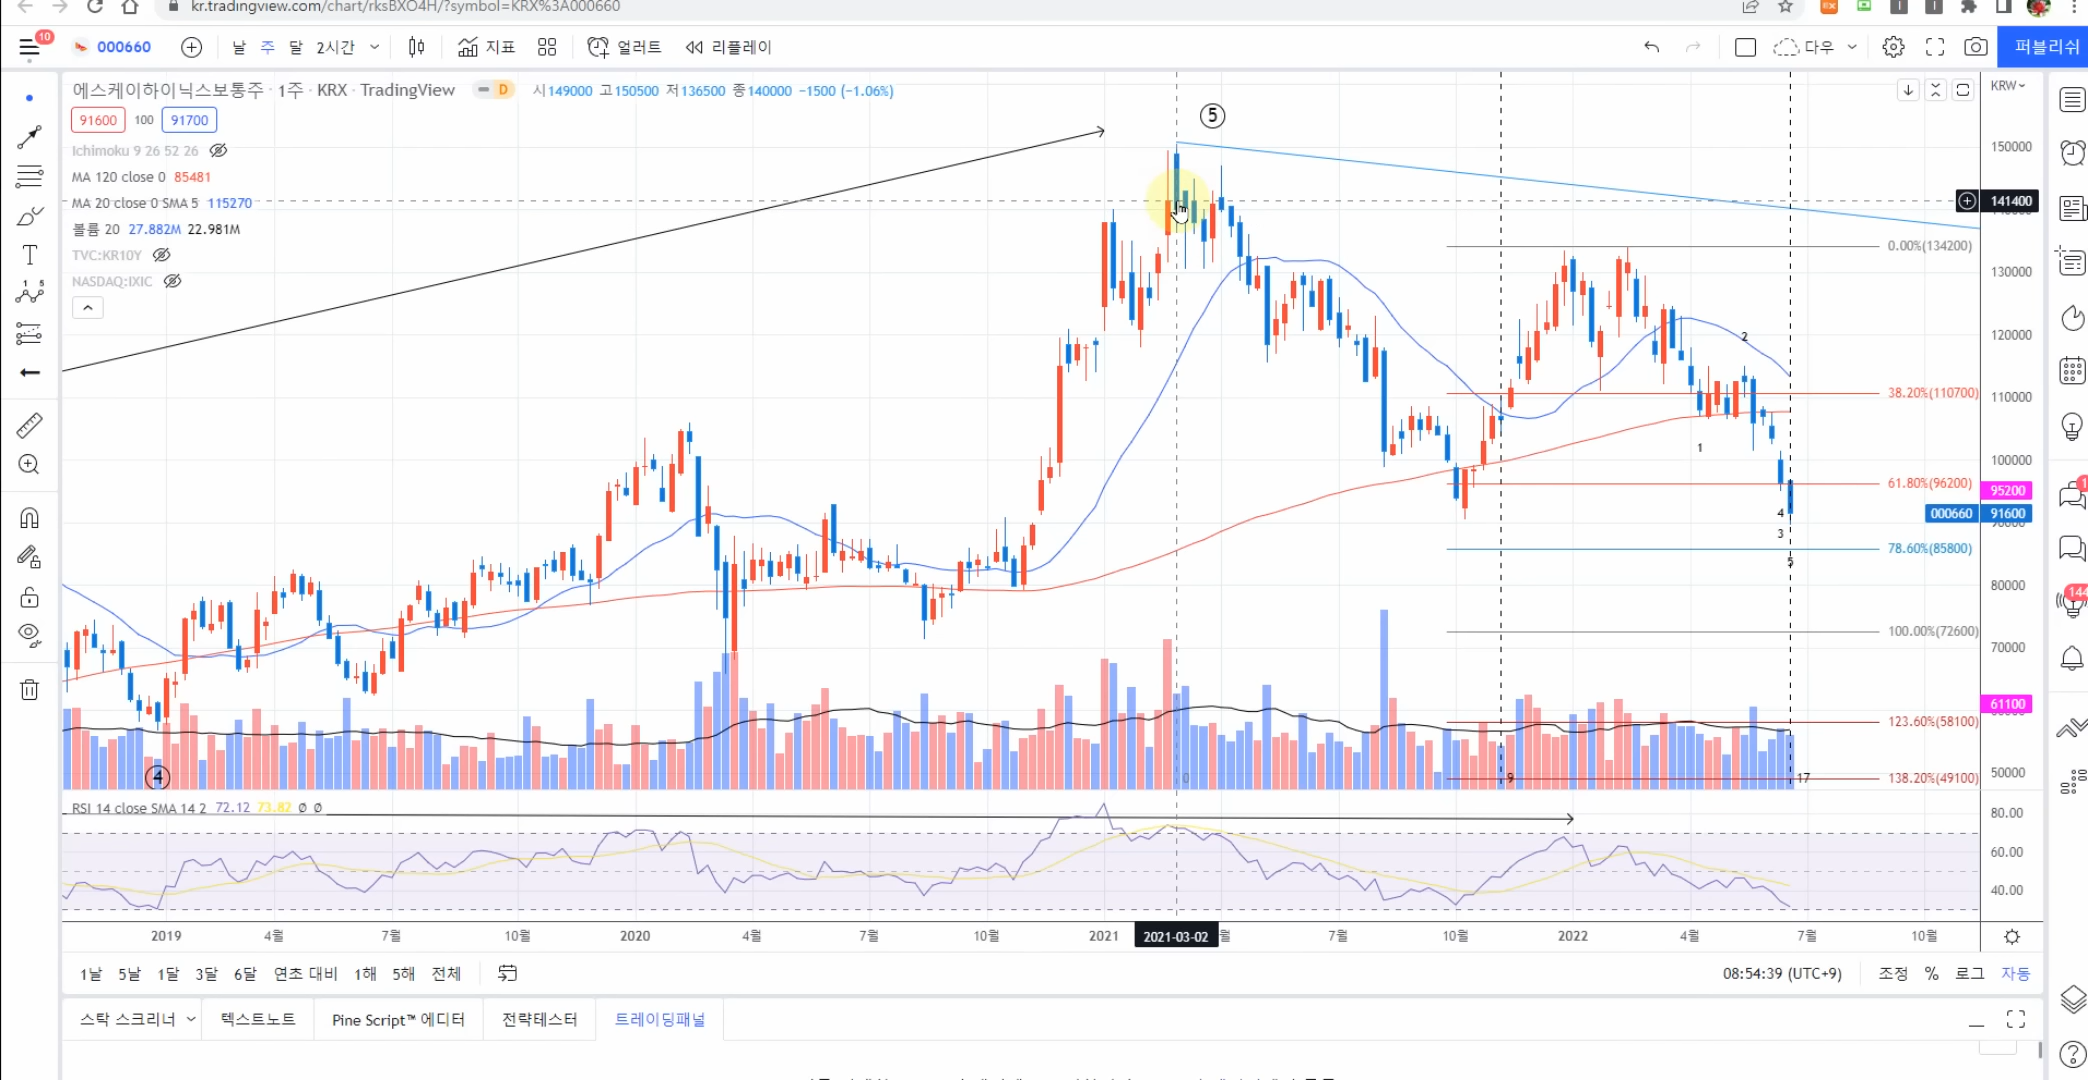 kr.tradingview.com/chart/rksBXO4H/?symbol=KRX%3A000660
10
000660 날 주 달 2시간 지표 얼러트 리플레이 다우 퍼블리쉬
에스케이하이닉스보통주 · 1주 · KRX · TradingView D 시149000 고150500 저136500 종140000 −1500 (−1.06%)
KRW
91600 100 91700
Ichimoku 9 26 52 26
MA 120 close 0 85481
MA 20 close 0 SMA 5 115270
볼륨 20 27.882M 22.981M
TVC:KR10Y
NASDAQ:IXIC
⑤
150000
141400
0.00%(134200)
130000
120000
2
38.20%(110700)
110000
1
100000
61.80%(96200)
95200
000660 91600
4
3
78.60%(85800)
5
80000
100.00%(72600)
70000
61100
123.60%(58100)
50000
④
0
9
17
138.20%(49100)
144
RSI 14 close SMA 14 2 72.12 73.82 ∅ ∅
80.00
60.00
40.00
2019 4월 7월 10월 2020 4월 7월 10월 2021 2021-03-02 월 7월 10월 2022 4월 7월 10월
1날 5날 1달 3달 6달 연초 대비 1해 5해 전체 08:54:39 (UTC+9) 조정 % 로그 자동
스탁 스크리너 텍스트노트 Pine Script™ 에디터 전략테스터 트레이딩패널